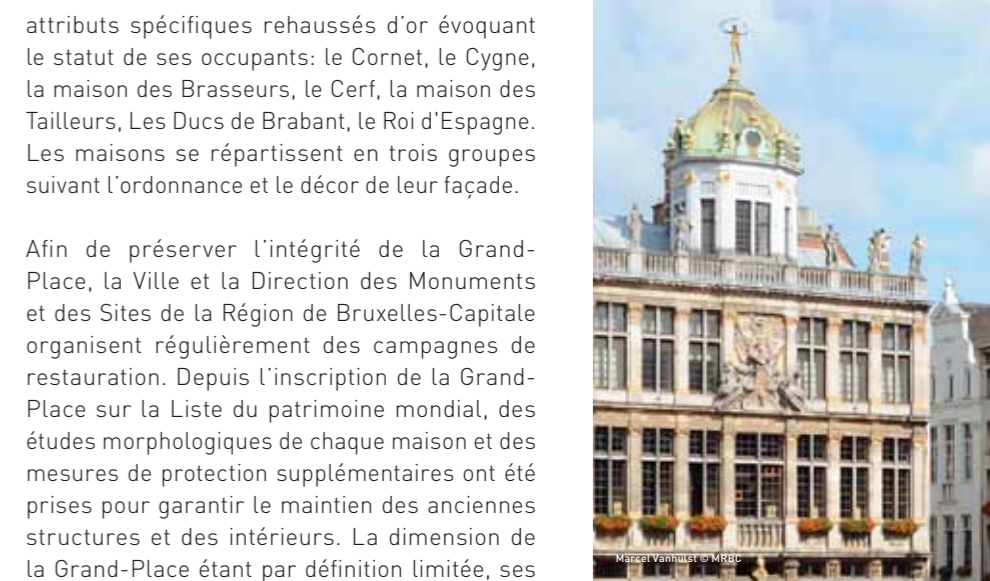 attributs spécifiques rehaussés d’or évoquant
le statut de ses occupants: le Cornet, le Cygne,
la maison des Brasseurs, le Cerf, la maison des
Tailleurs, Les Ducs de Brabant, le Roi d'Espagne.
Les maisons se répartissent en trois groupes
suivant l’ordonnance et le décor de leur façade.
Afin de préserver l’intégrité de la Grand-
Place, la Ville et la Direction des Monuments
et des Sites de la Région de Bruxelles-Capitale
organisent régulièrement des campagnes de
restauration. Depuis l’inscription de la Grand-
Place sur la Liste du patrimoine mondial, des
études morphologiques de chaque maison et des
mesures de protection supplémentaires ont été
prises pour garantir le maintien des anciennes
structures et des intérieurs. La dimension de
la Grand-Place étant par définition limitée, ses
Marcel Vanhulst © MRBC